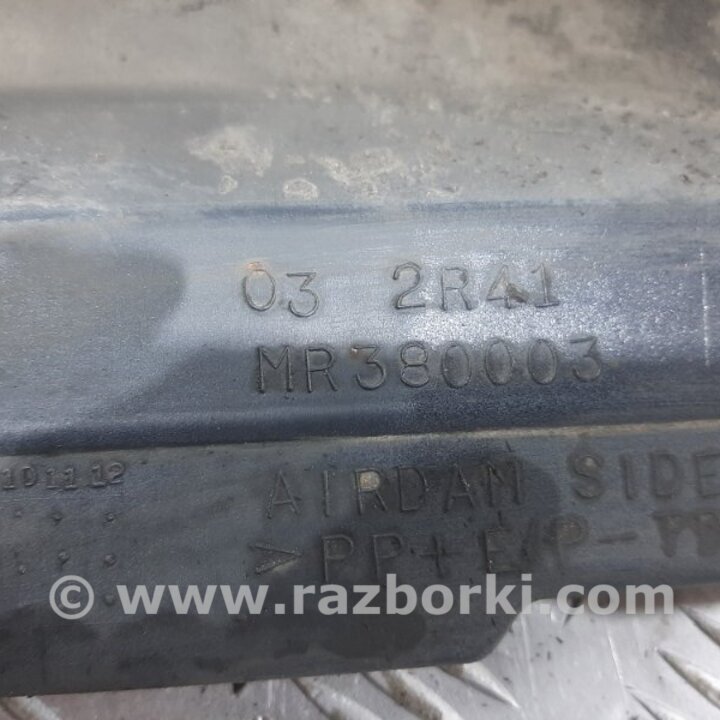 03 2R41
MR380003
10 11 12
AIRDAM SIDE
>PP+E/P-
© www.razborki.com